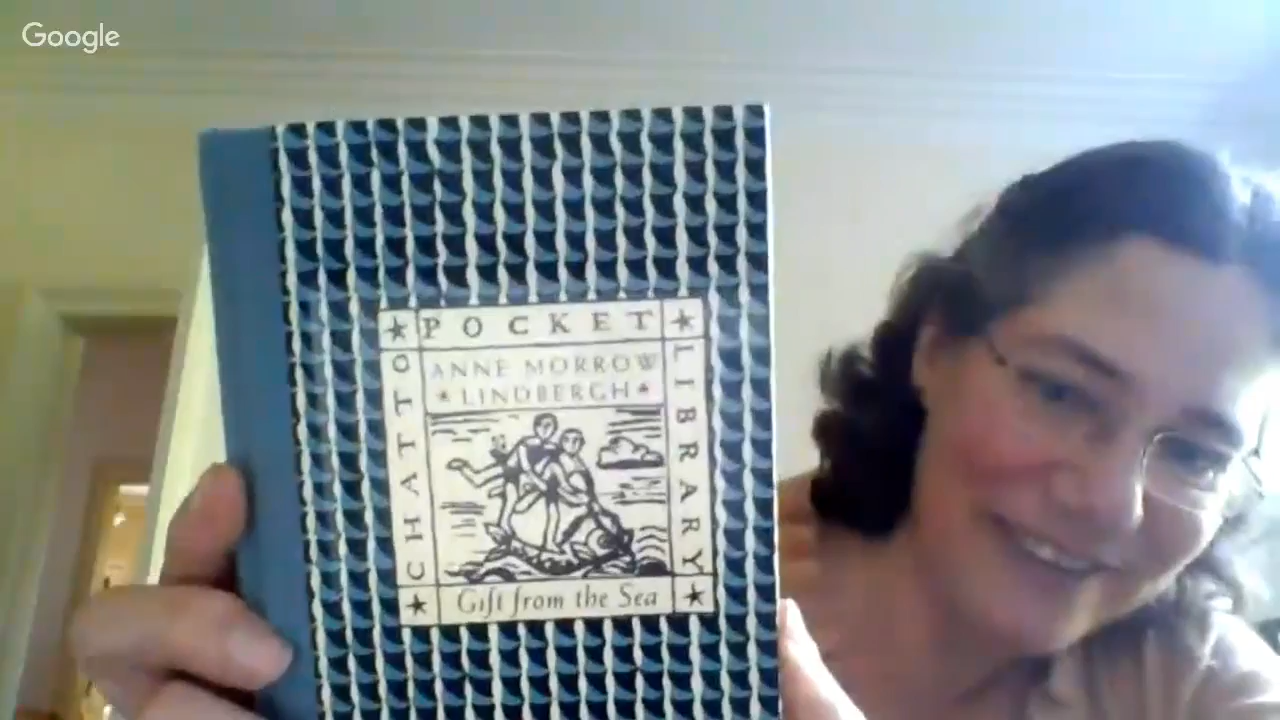 Google
POCKET
CHATTO
LIBRARY
ANNE MORROW
LINDBERGH
Gift from the Sea